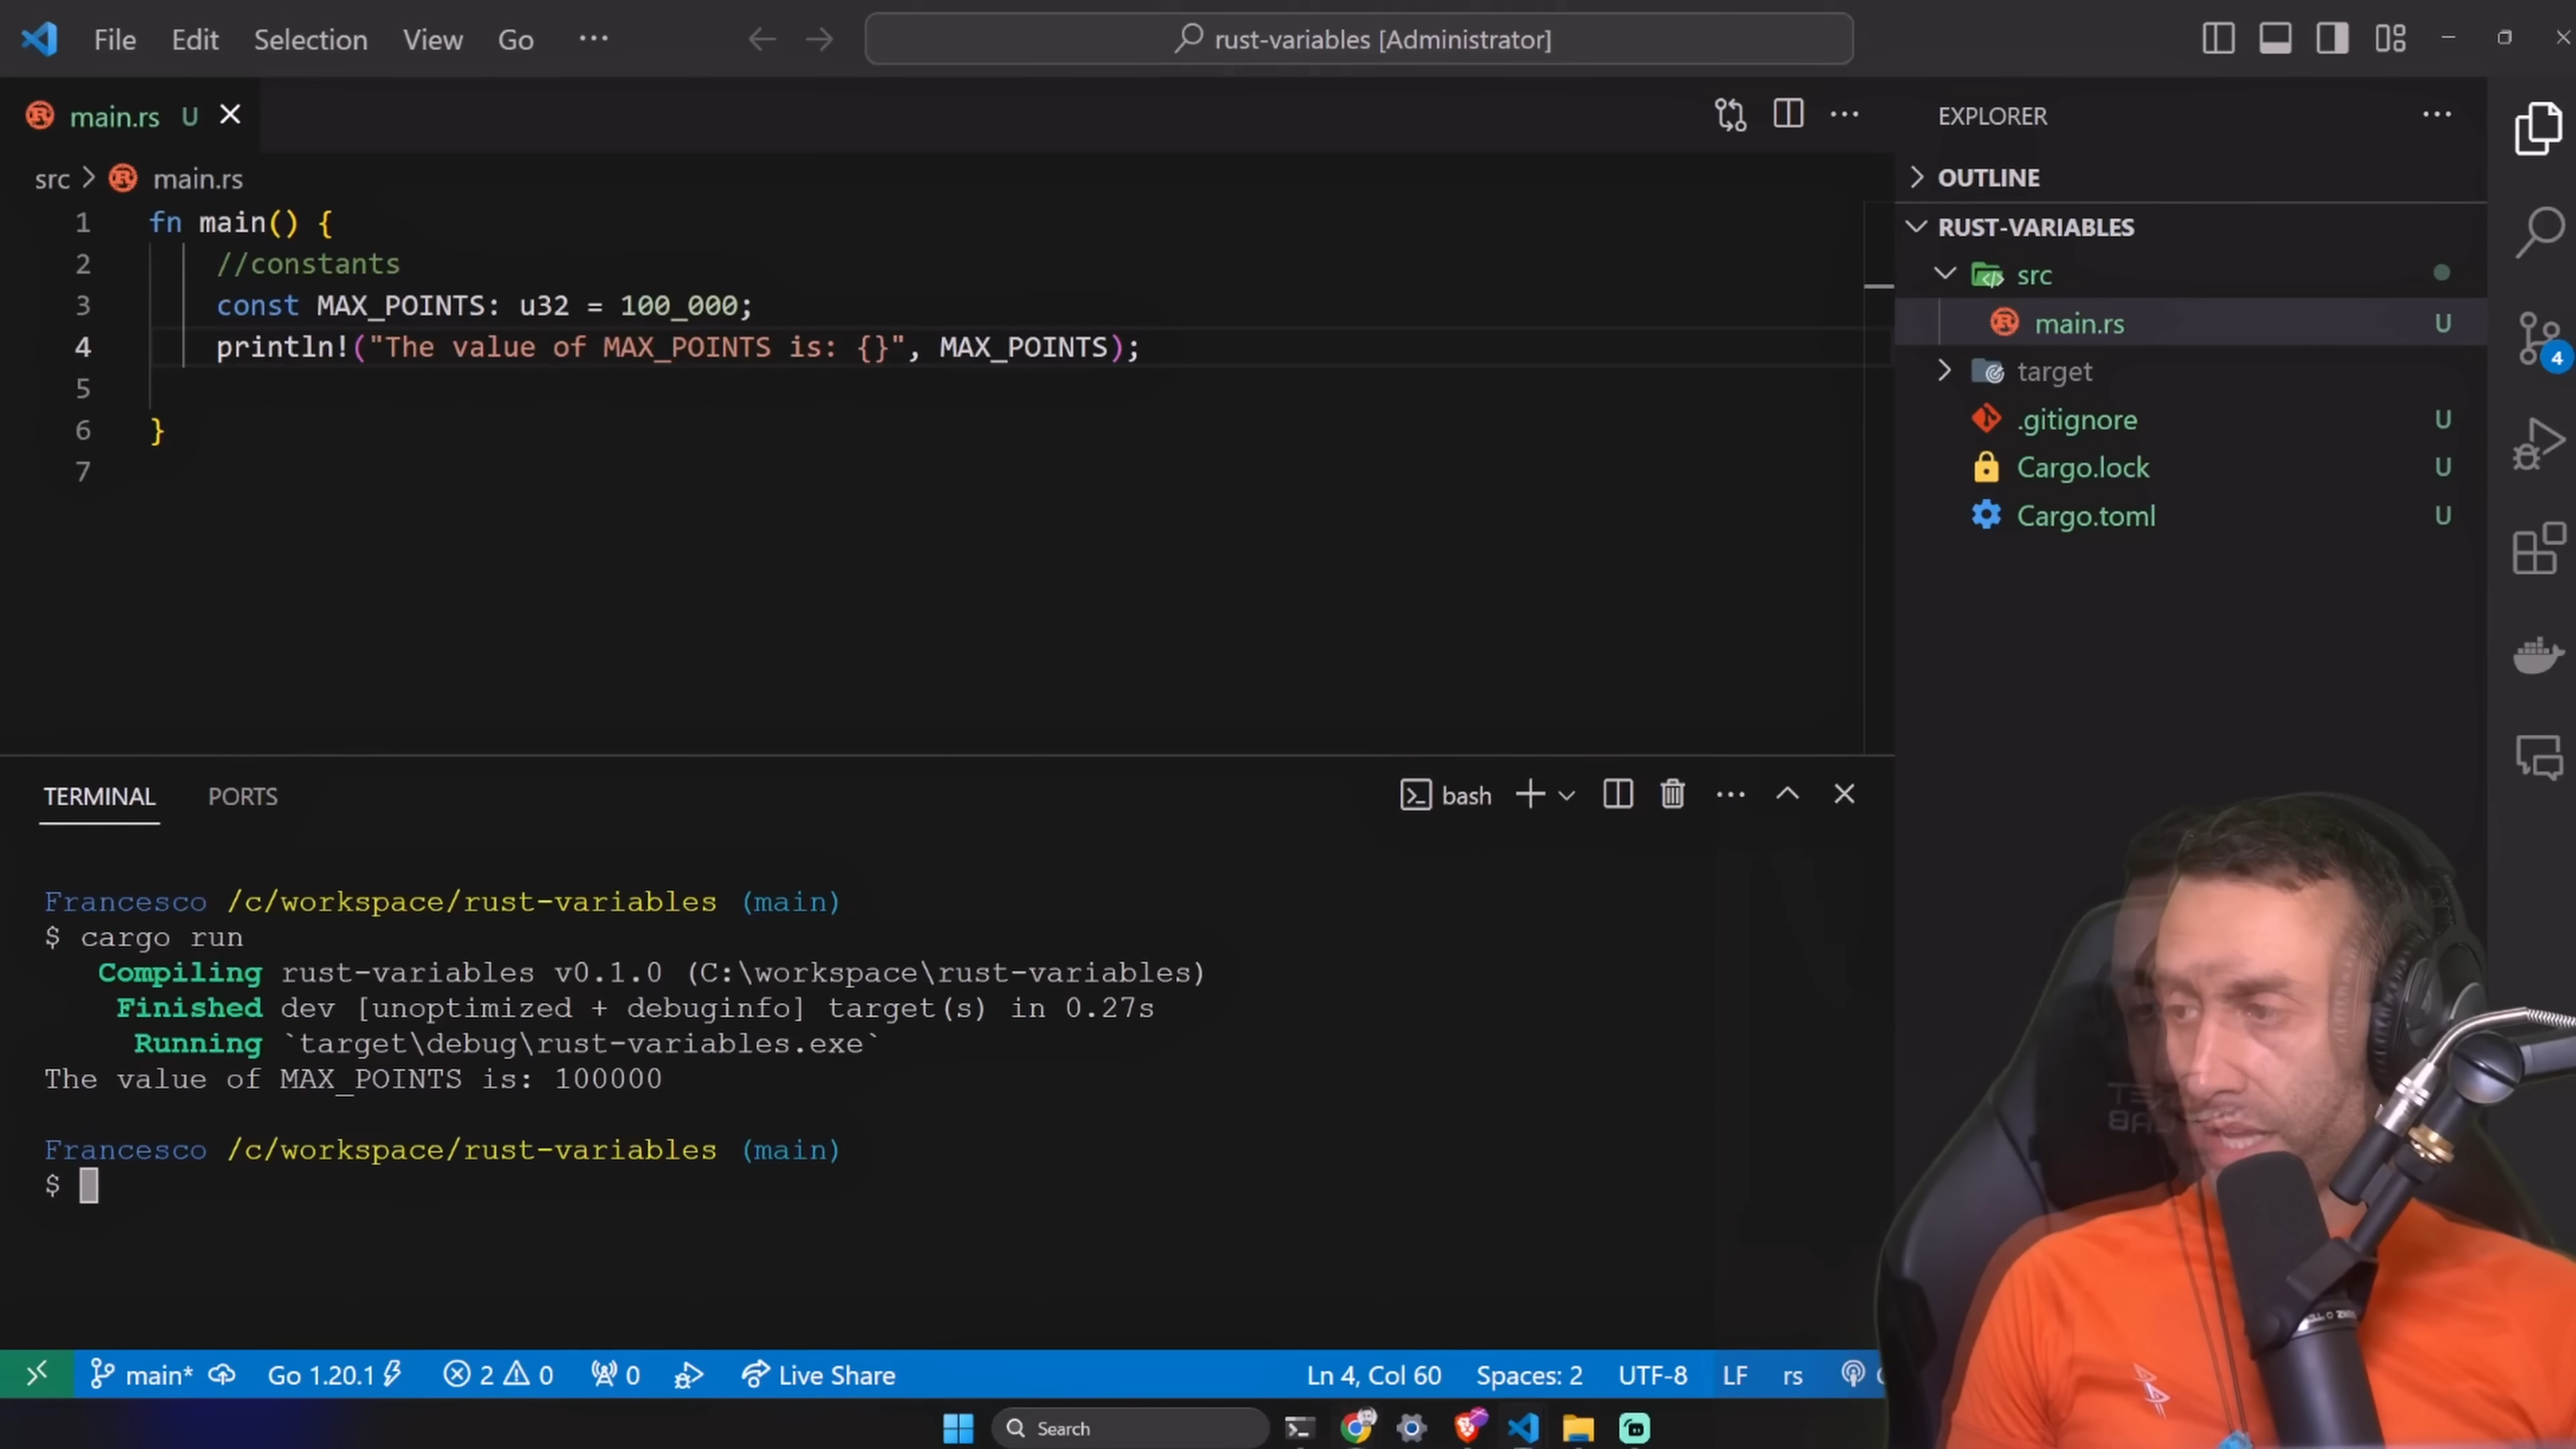 File Edit Selection View Go ···
rust-variables [Administrator]
main.rs U
src > main.rs
1 fn main() {
2 //constants
3 const MAX_POINTS: u32 = 100_000;
4 println!("The value of MAX_POINTS is: {}", MAX_POINTS);
5
6 }
7
EXPLORER
OUTLINE
RUST-VARIABLES
src
main.rs U
target
.gitignore U
Cargo.lock U
Cargo.toml U
4
TERMINAL PORTS
bash
Francesco /c/workspace/rust-variables (main)
$ cargo run
Compiling rust-variables v0.1.0 (C:\workspace\rust-variables)
Finished dev [unoptimized + debuginfo] target(s) in 0.27s
Running `target\debug\rust-variables.exe`
The value of MAX_POINTS is: 100000
Francesco /c/workspace/rust-variables (main)
$
main* Go 1.20.1 2 0 0 Live Share
Ln 4, Col 60 Spaces: 2 UTF-8 LF rs
Search